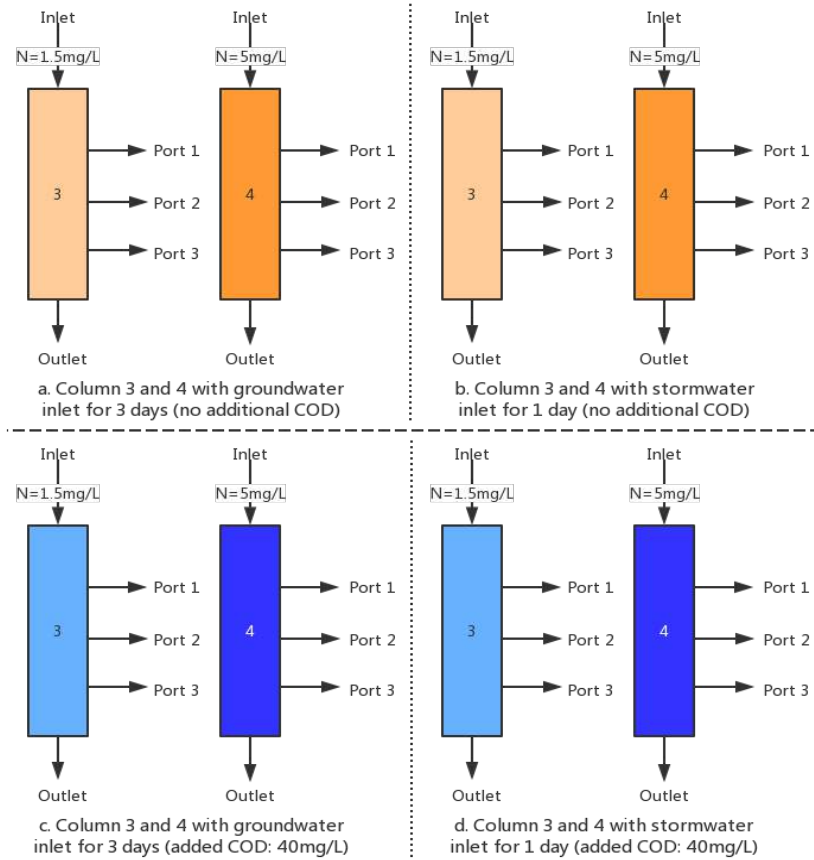 Inlet
N=1.5mg/L
3
Port 1
Port 2
Port 3
Outlet
Inlet
N=5mg/L
4
Port 1
Port 2
Port 3
Outlet
a. Column 3 and 4 with groundwater
inlet for 3 days (no additional COD)
Inlet
N=1.5mg/L
3
Port 1
Port 2
Port 3
Outlet
Inlet
N=5mg/L
4
Port 1
Port 2
Port 3
Outlet
b. Column 3 and 4 with stormwater
inlet for 1 day (no additional COD)
Inlet
N=1.5mg/L
3
Port 1
Port 2
Port 3
Outlet
Inlet
N=5mg/L
4
Port 1
Port 2
Port 3
Outlet
c. Column 3 and 4 with groundwater
inlet for 3 days (added COD: 40mg/L)
Inlet
N=1.5mg/L
3
Port 1
Port 2
Port 3
Outlet
Inlet
N=5mg/L
4
Port 1
Port 2
Port 3
Outlet
d. Column 3 and 4 with stormwater
inlet for 1 day (added COD: 40mg/L)